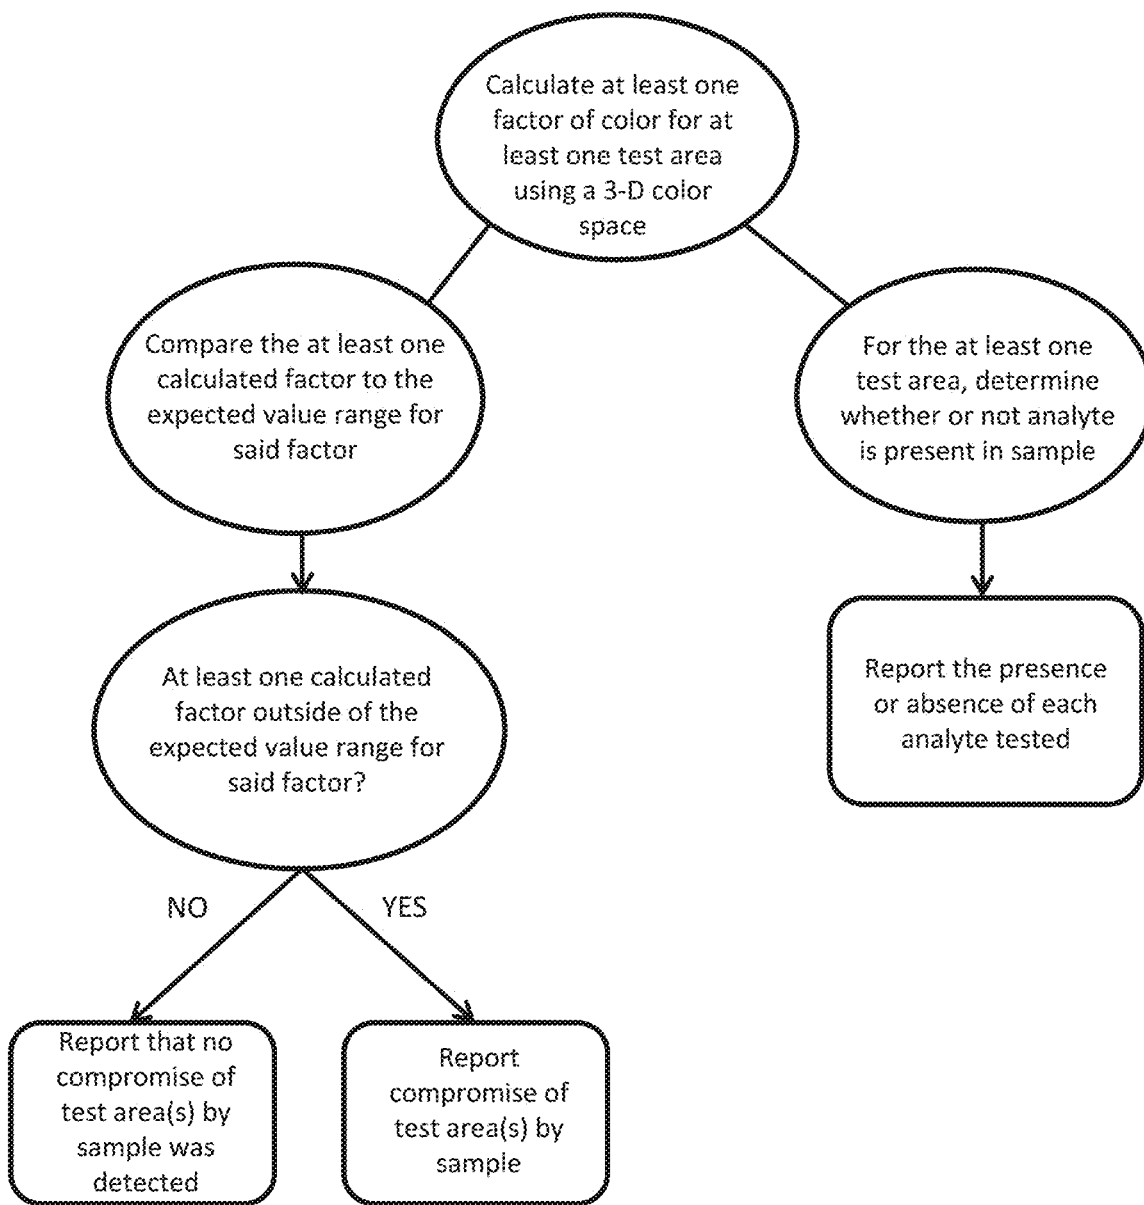 Calculate at least one
factor of color for at
least one test area
using a 3-D color
space
Compare the at least one
calculated factor to the
expected value range for
said factor
For the at least one
test area, determine
whether or not analyte
is present in sample
At least one calculated
factor outside of the
expected value range for
said factor?
Report the presence
or absence of each
analyte tested
NO
YES
Report that no
compromise of
test area(s) by
sample was
detected
Report
compromise of
test area(s) by
sample